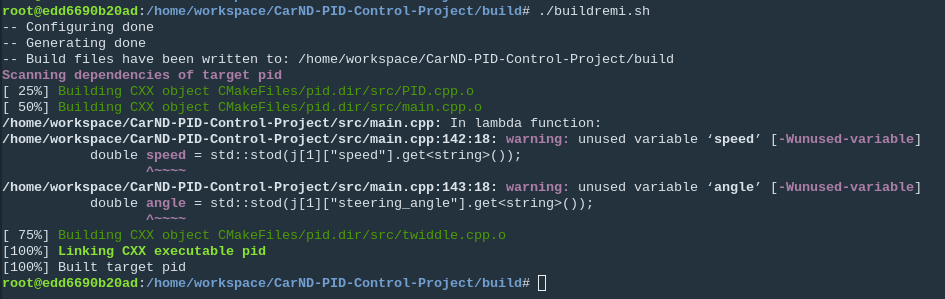 root@edd6690b20ad:/home/workspace/CarND-PID-Control-Project/build# ./buildremi.sh
-- Configuring done
-- Generating done
-- Build files have been written to: /home/workspace/CarND-PID-Control-Project/build
Scanning dependencies of target pid
[ 25%] Building CXX object CMakeFiles/pid.dir/src/PID.cpp.o
[ 50%] Building CXX object CMakeFiles/pid.dir/src/main.cpp.o
/home/workspace/CarND-PID-Control-Project/src/main.cpp: In lambda function:
/home/workspace/CarND-PID-Control-Project/src/main.cpp:142:18: warning: unused variable ‘speed’ [-Wunused-variable]
           double speed = std::stod(j[1]["speed"].get<string>());
                  ^~~~~
/home/workspace/CarND-PID-Control-Project/src/main.cpp:143:18: warning: unused variable ‘angle’ [-Wunused-variable]
           double angle = std::stod(j[1]["steering_angle"].get<string>());
                  ^~~~~
[ 75%] Building CXX object CMakeFiles/pid.dir/src/twiddle.cpp.o
[100%] Linking CXX executable pid
[100%] Built target pid
root@edd6690b20ad:/home/workspace/CarND-PID-Control-Project/build#